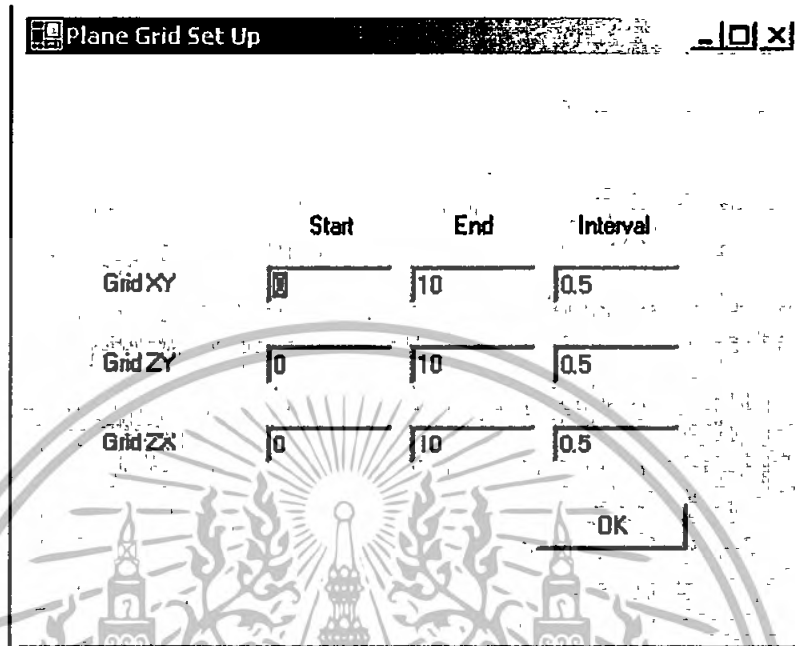 Plane Grid Set Up
Start End Interval
Grid XY 0 10 0.5
Grid ZY 0 10 0.5
Grid ZX 0 10 0.5
OK